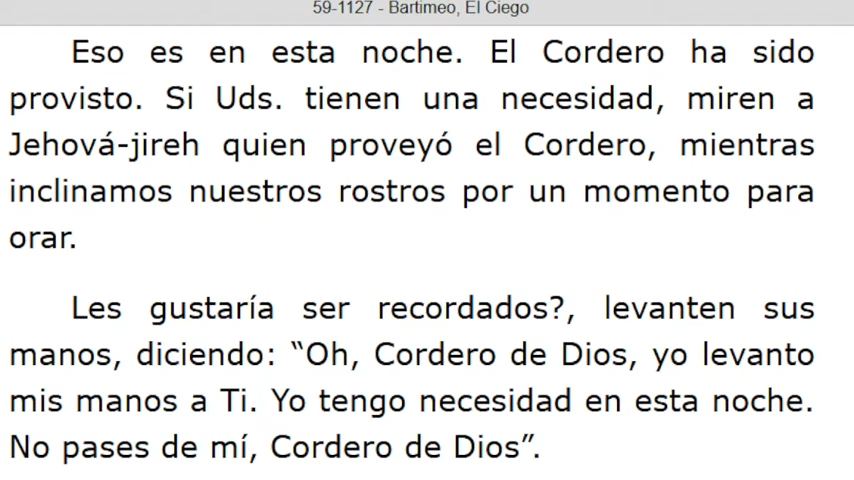 59-1127 - Bartimeo, El Ciego
Eso es en esta noche. El Cordero ha sido
provisto. Si Uds. tienen una necesidad, miren a
Jehová-jireh quien proveyó el Cordero, mientras
inclinamos nuestros rostros por un momento para
orar.
Les gustaría ser recordados?, levanten sus
manos, diciendo: “Oh, Cordero de Dios, yo levanto
mis manos a Ti. Yo tengo necesidad en esta noche.
No pases de mí, Cordero de Dios”.